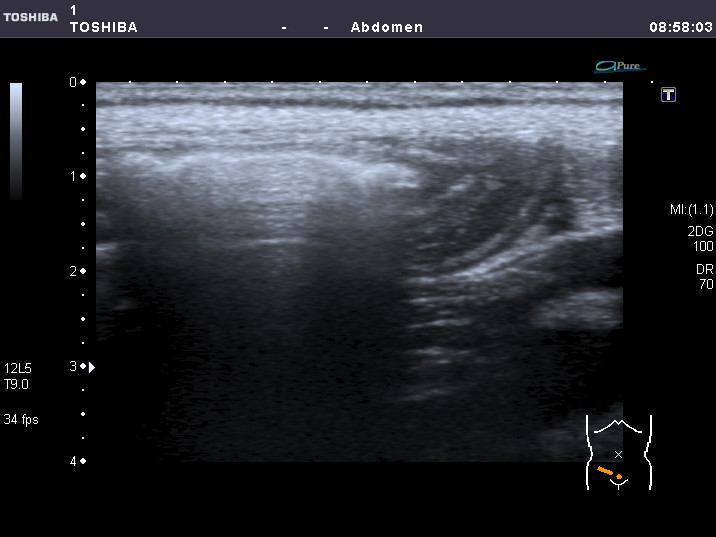 TOSHIBA
1
TOSHIBA - - Abdomen 08:58:03
Pure
T
0
1
2
3
4
MI:(1.1)
2DG
100
DR
70
12L5
T9.0
34 fps